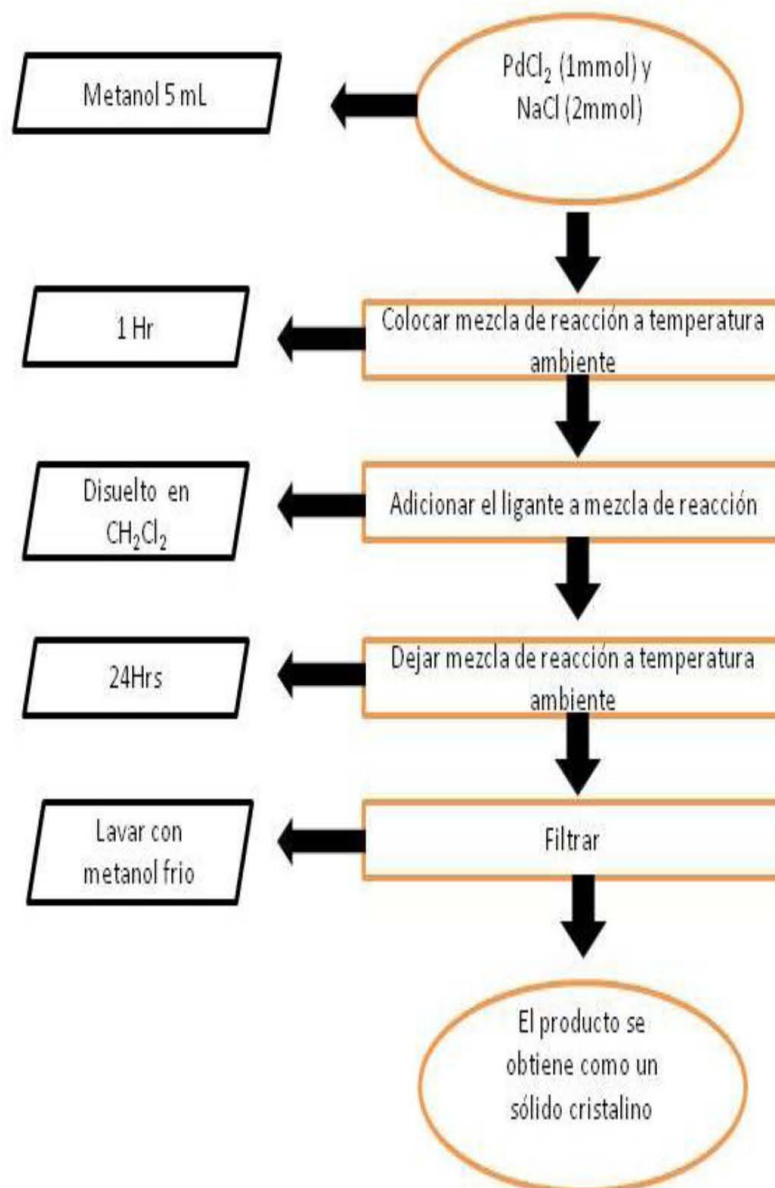 PdCl₂ (1mmol) y
NaCl (2mmol)
Metanol 5 mL
Colocar mezcla de reacción a temperatura
ambiente
1 Hr
Adicionar el ligante a mezcla de reacción
Disuelto en
CH₂Cl₂
Dejar mezcla de reacción a temperatura
ambiente
24Hrs
Filtrar
Lavar con
metanol frio
El producto se
obtiene como un
sólido cristalino